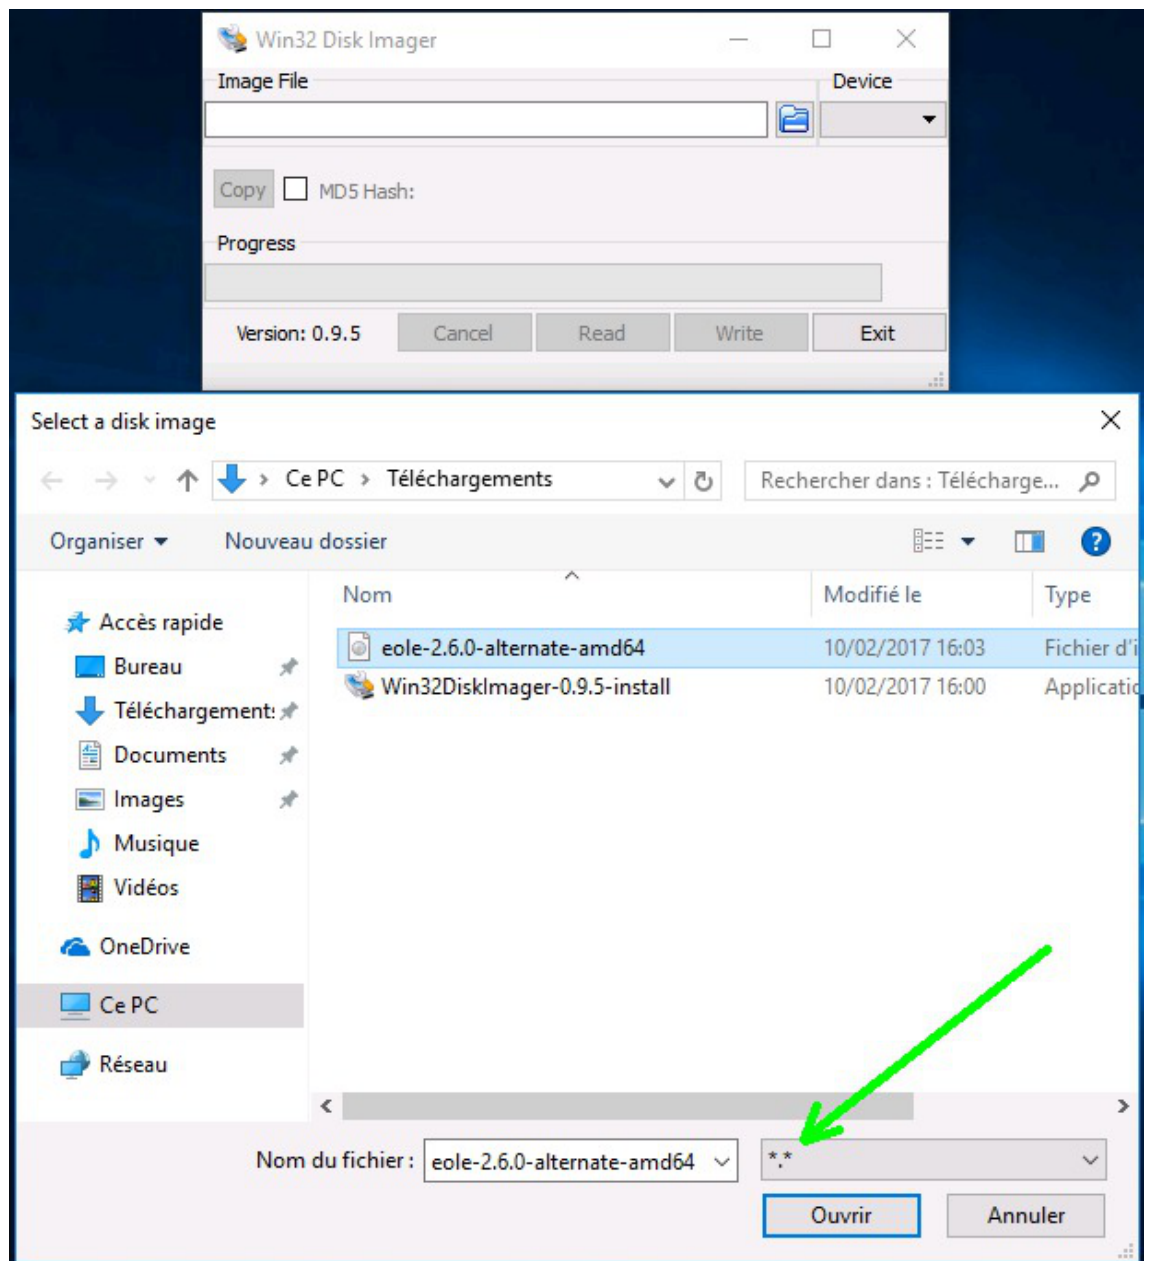 Win32 Disk Imager
Image File
Device
Copy
MD5 Hash:
Progress
Version: 0.9.5
Cancel
Read
Write
Exit
Select a disk image
Ce PC
Téléchargements
Rechercher dans : Télécharge...
Organiser
Nouveau dossier
Nom
Modifié le
Type
Accès rapide
Bureau
Téléchargement
Documents
Images
Musique
Vidéos
OneDrive
Ce PC
Réseau
eole-2.6.0-alternate-amd64 10/02/2017 16:03 Fichier d'i
Win32DiskImager-0.9.5-install 10/02/2017 16:00 Applicatio
Nom du fichier : eole-2.6.0-alternate-amd64
*.*
Ouvrir
Annuler